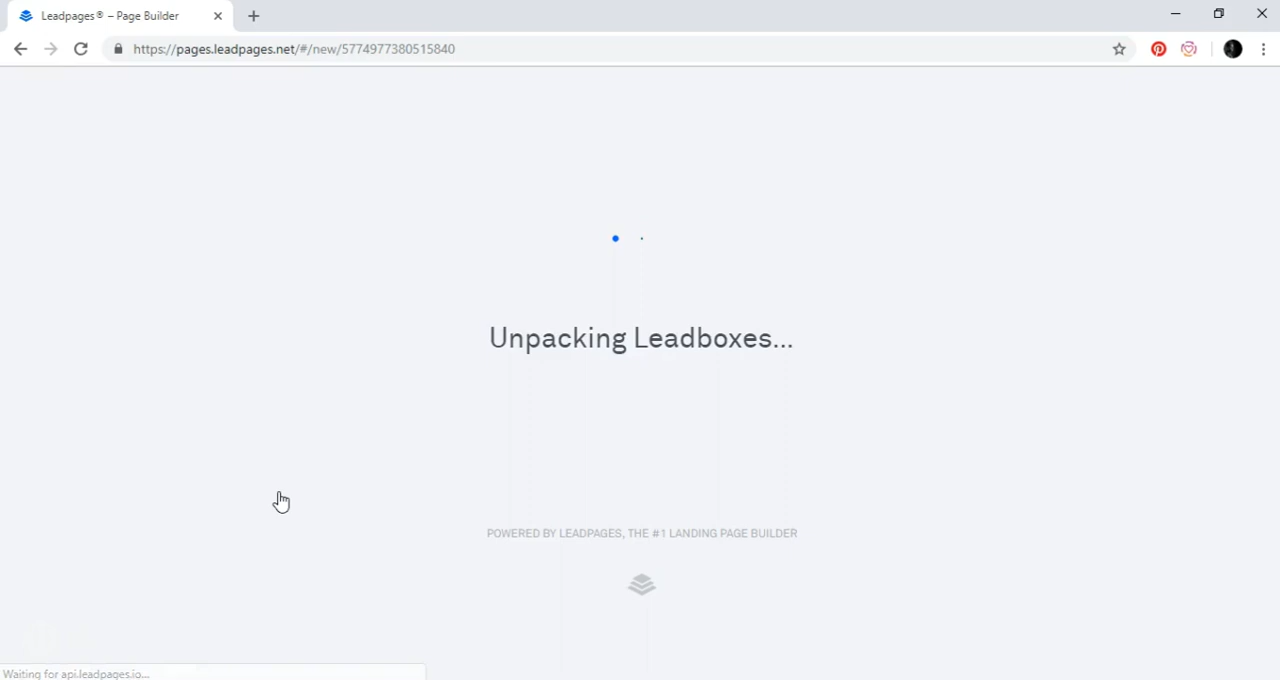 Leadpages® – Page Builder
https://pages.leadpages.net/#/new/5774977380515840
Unpacking Leadboxes...
POWERED BY LEADPAGES, THE #1 LANDING PAGE BUILDER
Waiting for api.leadpages.io...